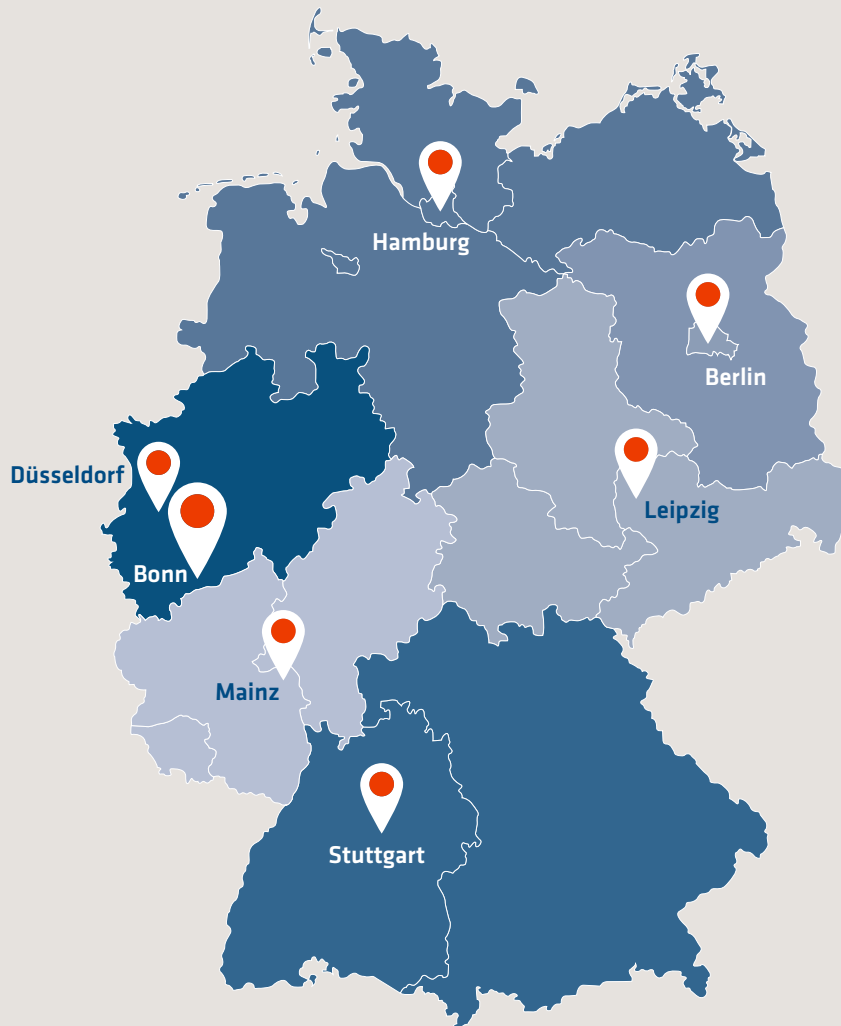 Hamburg
Berlin
Düsseldorf
Leipzig
Bonn
Mainz
Stuttgart